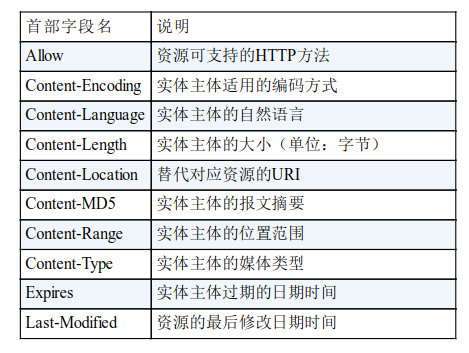 首部字段名 说明
Allow 资源可支持的HTTP方法
Content-Encoding 实体主体适用的编码方式
Content-Language 实体主体的自然语言
Content-Length 实体主体的大小（单位：字节）
Content-Location 替代对应资源的URI
Content-MD5 实体主体的报文摘要
Content-Range 实体主体的位置范围
Content-Type 实体主体的媒体类型
Expires 实体主体过期的日期时间
Last-Modified 资源的最后修改日期时间